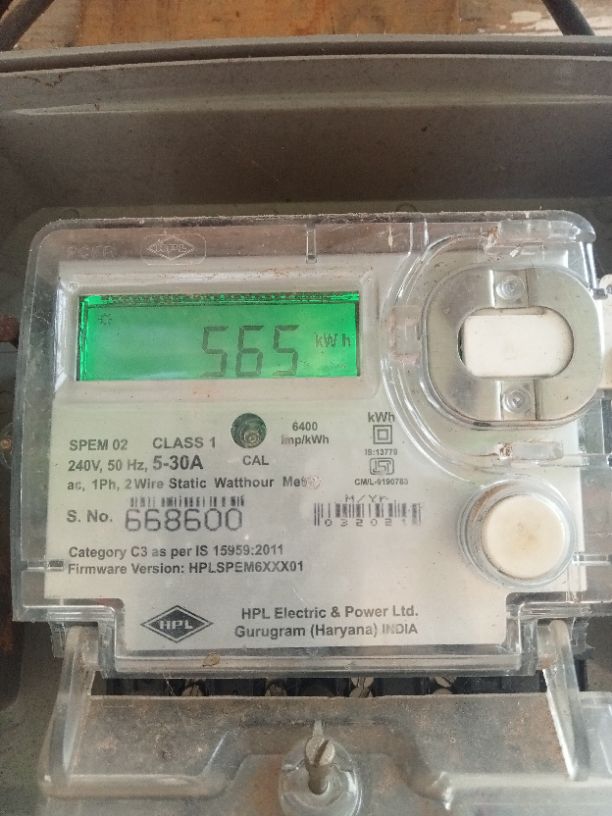 HPL
565 kWh
6400
imp/kWh
kWh
SPEM 02 CLASS 1
CAL
IS:13779
240V, 50 Hz, 5-30A
CM/L-9190783
ac, 1Ph, 2 Wire Static Watthour
M/Yr
S. No. 668600
032021
Category C3 as per IS 15959:2011
Firmware Version: HPLSPEM6XXX01
HPL
HPL Electric & Power Ltd.
Gurugram (Haryana) INDIA